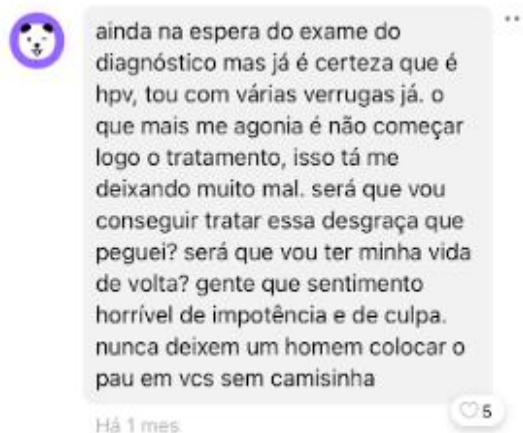 ainda na espera do exame do
diagnóstico mas já é certeza que é
hpv, tou com várias verrugas já. o
que mais me agonia é não começar
logo o tratamento, isso tá me
deixando muito mal. será que vou
conseguir tratar essa desgraça que
peguei? será que vou ter minha vida
de volta? gente que sentimento
horrível de impotência e de culpa.
nunca deixem um homem colocar o
pau em vcs sem camisinha
5
Há 1 mes